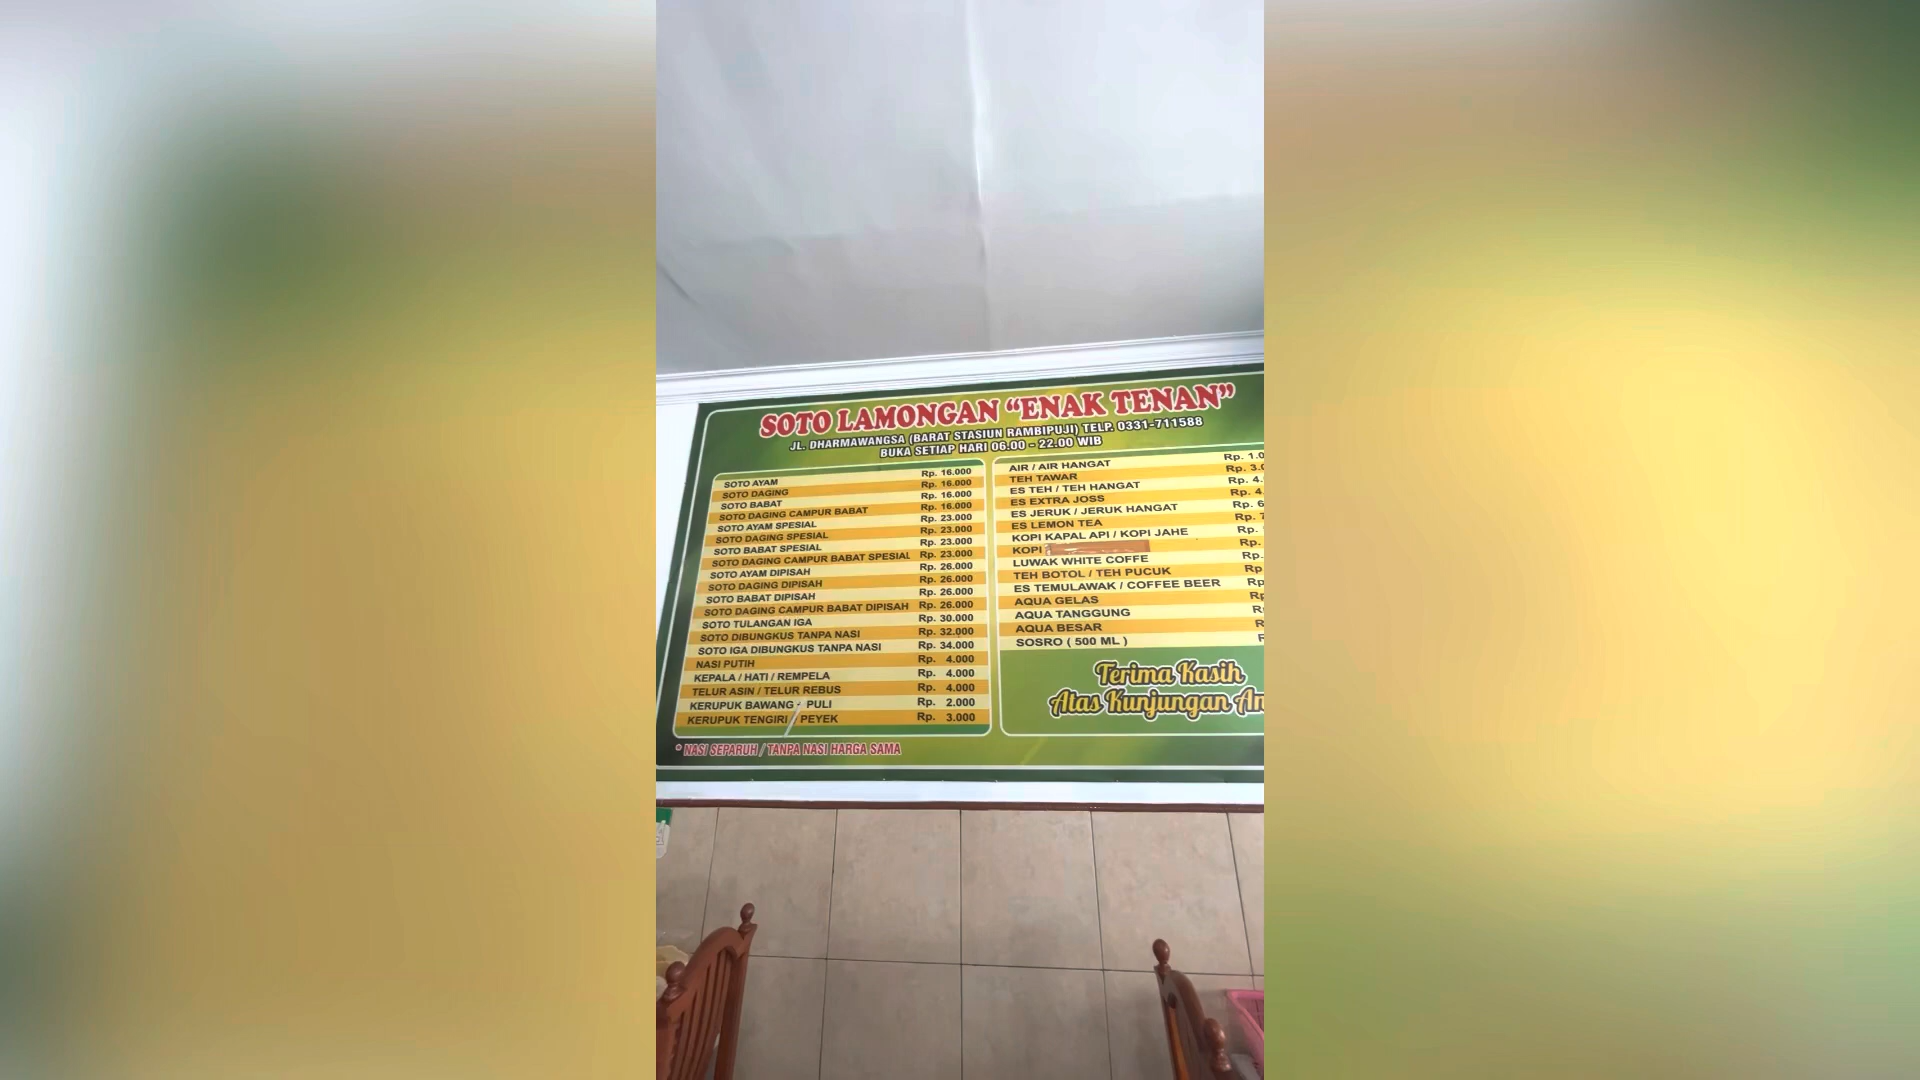 SOTO LAMONGAN “ENAK TENAN”
JL. DHARMAWANGSA (BARAT STASIUN RAMBIPUJI) TELP. 0331-711588
BUKA SETIAP HARI 06.00 - 22.00 WIB
SOTO AYAM Rp. 16.000
SOTO DAGING Rp. 16.000
SOTO BABAT Rp. 16.000
SOTO DAGING CAMPUR BABAT Rp. 16.000
SOTO AYAM SPESIAL Rp. 23.000
SOTO DAGING SPESIAL Rp. 23.000
SOTO BABAT SPESIAL Rp. 23.000
SOTO DAGING CAMPUR BABAT SPESIAL Rp. 23.000
SOTO AYAM DIPISAH Rp. 26.000
SOTO DAGING DIPISAH Rp. 26.000
SOTO BABAT DIPISAH Rp. 26.000
SOTO DAGING CAMPUR BABAT DIPISAH Rp. 26.000
SOTO TULANGAN IGA Rp. 30.000
SOTO DIBUNGKUS TANPA NASI Rp. 32.000
SOTO IGA DIBUNGKUS TANPA NASI Rp. 34.000
NASI PUTIH Rp. 4.000
KEPALA / HATI / REMPELA Rp. 4.000
TELUR ASIN / TELUR REBUS Rp. 4.000
KERUPUK BAWANG - PULI Rp. 2.000
KERUPUK TENGIRI / PEYEK Rp. 3.000
* NASI SEPARUH / TANPA NASI HARGA SAMA
AIR / AIR HANGAT Rp. 1.0
TEH TAWAR Rp. 3.0
ES TEH / TEH HANGAT Rp. 4.
ES EXTRA JOSS Rp. 4.
ES JERUK / JERUK HANGAT Rp. 6
ES LEMON TEA Rp. 7
KOPI KAPAL API / KOPI JAHE Rp.
KOPI Rp.
LUWAK WHITE COFFE Rp.
TEH BOTOL / TEH PUCUK Rp
ES TEMULAWAK / COFFEE BEER Rp
AQUA GELAS Rp
AQUA TANGGUNG R
AQUA BESAR R
SOSRO ( 500 ML )
Terima Kasih
Atas Kunjungan An